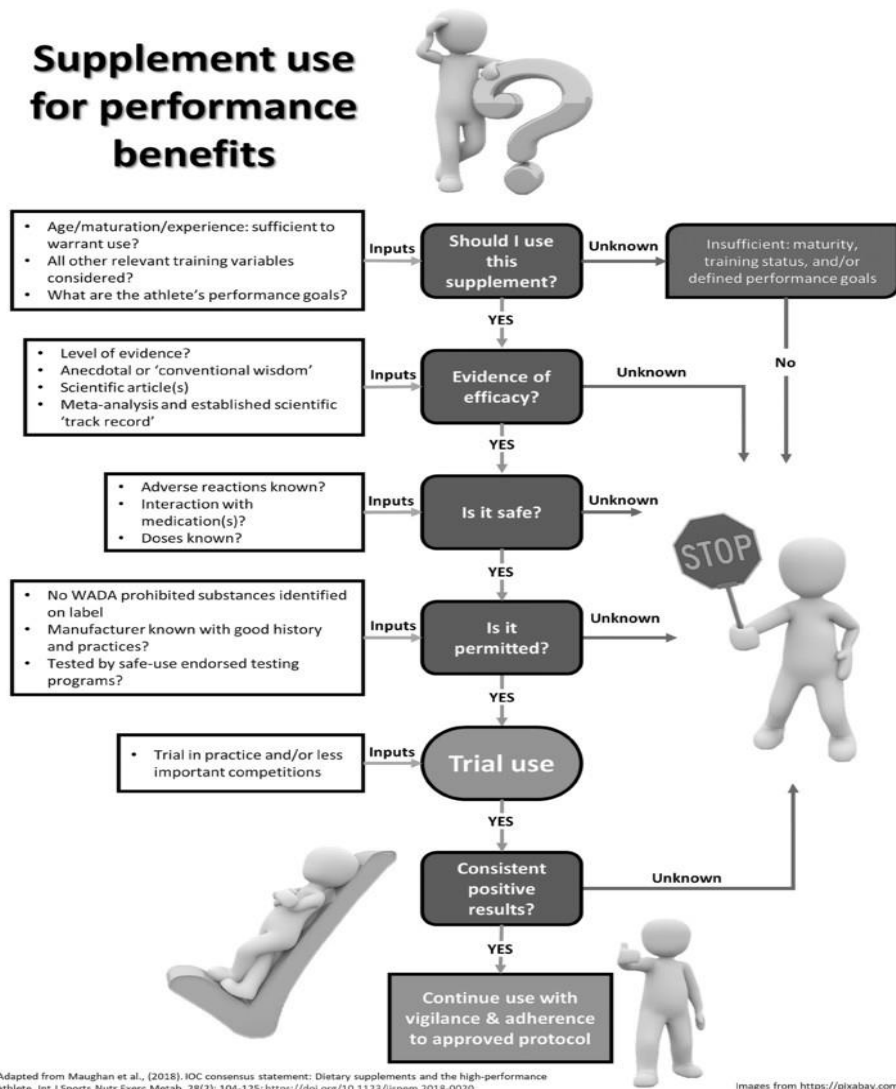 Supplement use
for performance
benefits
• Age/maturation/experience: sufficient to
warrant use?
• All other relevant training variables
considered?
• What are the athlete's performance goals?
Inputs
Should I use
this
supplement?
Unknown
Insufficient: maturity,
training status, and/or
defined performance goals
YES
No
• Level of evidence?
• Anecdotal or 'conventional wisdom'
• Scientific article(s)
• Meta-analysis and established scientific
'track record'
Inputs
Evidence of
efficacy?
Unknown
YES
• Adverse reactions known?
• Interaction with
medication(s)?
• Doses known?
Inputs
Is it safe?
Unknown
STOP
YES
• No WADA prohibited substances identified
on label
• Manufacturer known with good history
and practices?
• Tested by safe-use endorsed testing
programs?
Inputs
Is it
permitted?
Unknown
YES
• Trial in practice and/or less
important competitions
Inputs
Trial use
YES
Consistent
positive
results?
Unknown
YES
Continue use with
vigilance & adherence
to approved protocol
Adapted from Maughan et al., (2018). IOC consensus statement: Dietary supplements and the high-performance
athlete. Int J Sports Nutr Exerc Metab, 28(2): 104-125; https://doi.org/10.1123/ijsnem.2018-0020
Images from https://pixabay.com